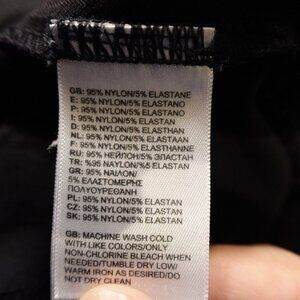 GB: 95% NYLON/5% ELASTANE
E: 95% NYLON/5% ELASTANO
P: 95% NYLON/5% ELASTANO
I: 95% NYLON/5% ELASTAN
D: 95% NYLON/5% ELASTHAN
NL: 95% NYLON/5% ELASTAAN
F: 95% NYLON/5% ELASTHANNE
RU: 95% НЕЙЛОН/5% ЭЛАСТАН
TR: %95 NAYLON/%5 ELASTAN
GR: 95% ΝΑΙΛΟΝ/
5% ΕΛΑΣΤΟΜΕΡΗΣ
ΠΟΛΥΟΥΡΕΘΑΝΗ
PL: 95% NYLON/5% ELASTAN
CZ: 95% NYLON/5% ELASTAN
SK: 95% NYLON/5% ELASTAN
GB: MACHINE WASH COLD
WITH LIKE COLORS/ONLY
NON-CHLORINE BLEACH WHEN
NEEDED/TUMBLE DRY LOW/
WARM IRON AS DESIRED/DO
NOT DRY CLEAN